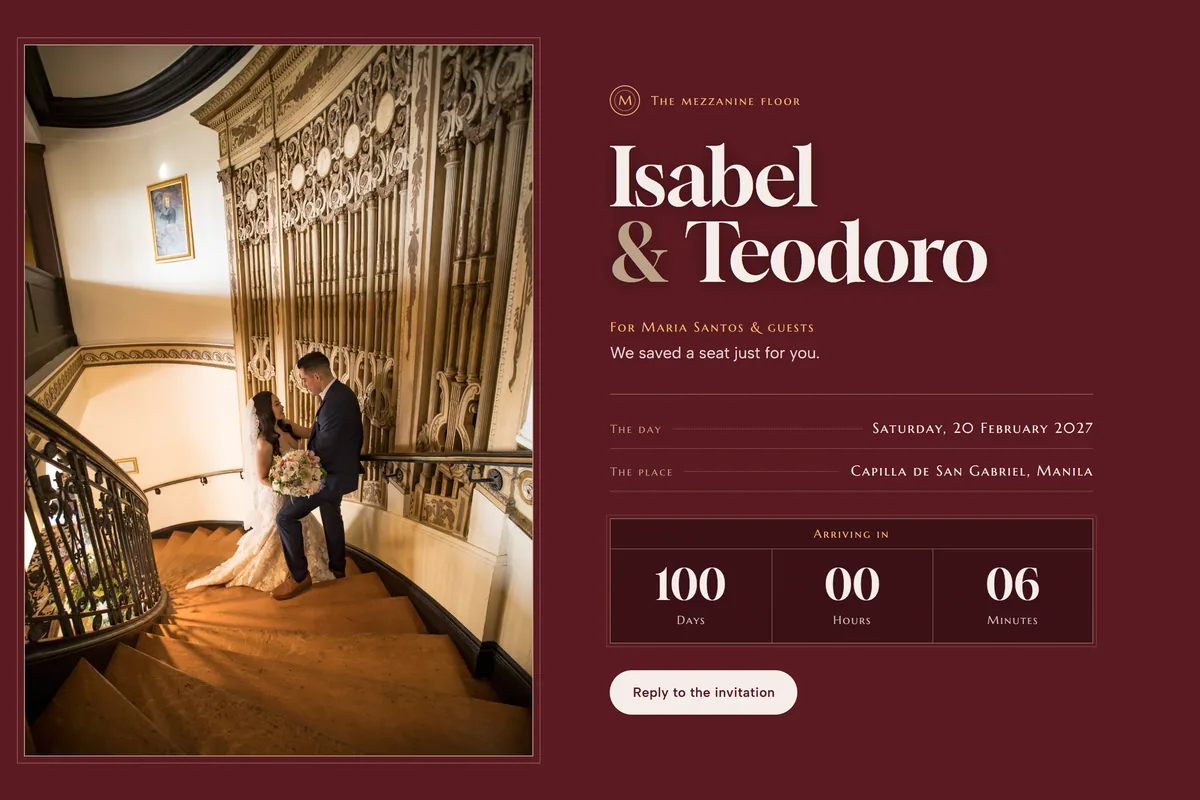 M The mezzanine floor
Isabel
& Teodoro
For Maria Santos & guests
We saved a seat just for you.
The day Saturday, 20 February 2027
The place Capilla de San Gabriel, Manila
Arriving in
100 00 06
Days Hours Minutes
Reply to the invitation